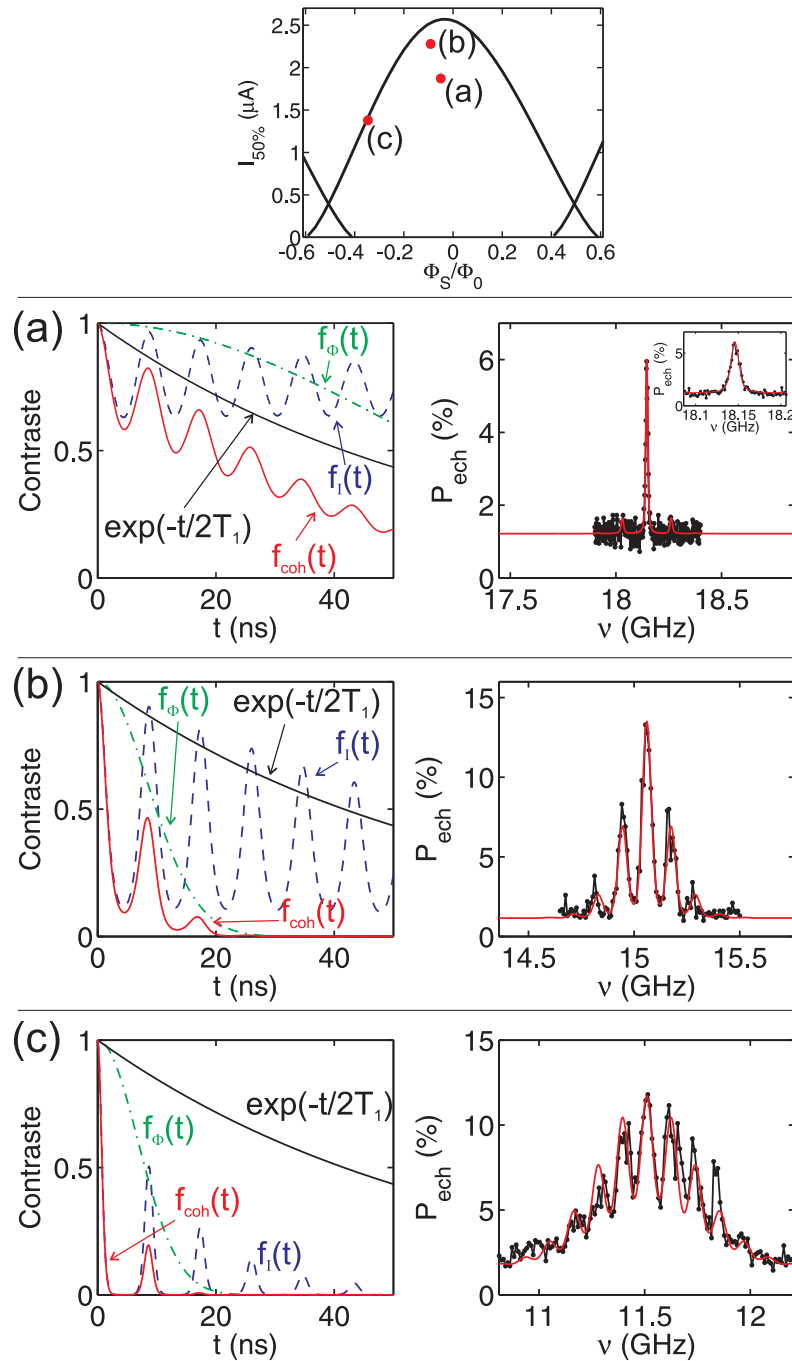 2.5
2
1.5
1
0.5
0
I50% (μA)
(b)
(a)
(c)
-0.6 -0.4 -0.2 0 0.2 0.4 0.6
ΦS/Φ0
(a)
1
0.5
0
Contraste
fΦ(t)
fI(t)
exp(-t/2T1)
fcoh(t)
0 20 40
t (ns)
6
4
2
0
Pech (%)
17.5 18 18.5
ν (GHz)
5
0
Pech (%)
18.1 18.15 18.2
ν (GHz)
(b)
1
0.5
0
Contraste
fΦ(t)
exp(-t/2T1)
fI(t)
fcoh(t)
0 20 40
t (ns)
15
10
5
0
Pech (%)
14.5 15 15.5
ν (GHz)
(c)
1
0.5
0
Contraste
exp(-t/2T1)
fΦ(t)
fcoh(t)
fI(t)
0 20 40
t (ns)
15
10
5
0
Pech (%)
11 11.5 12
ν (GHz)